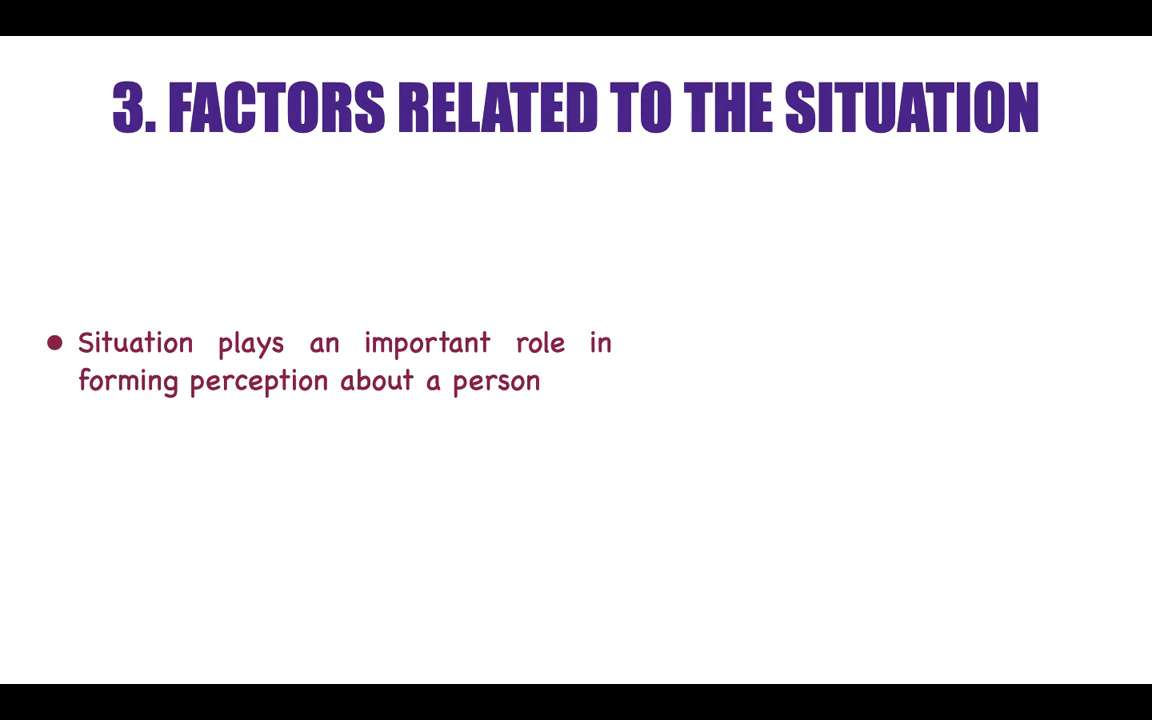 3. FACTORS RELATED TO THE SITUATION
● Situation plays an important role in
forming perception about a person